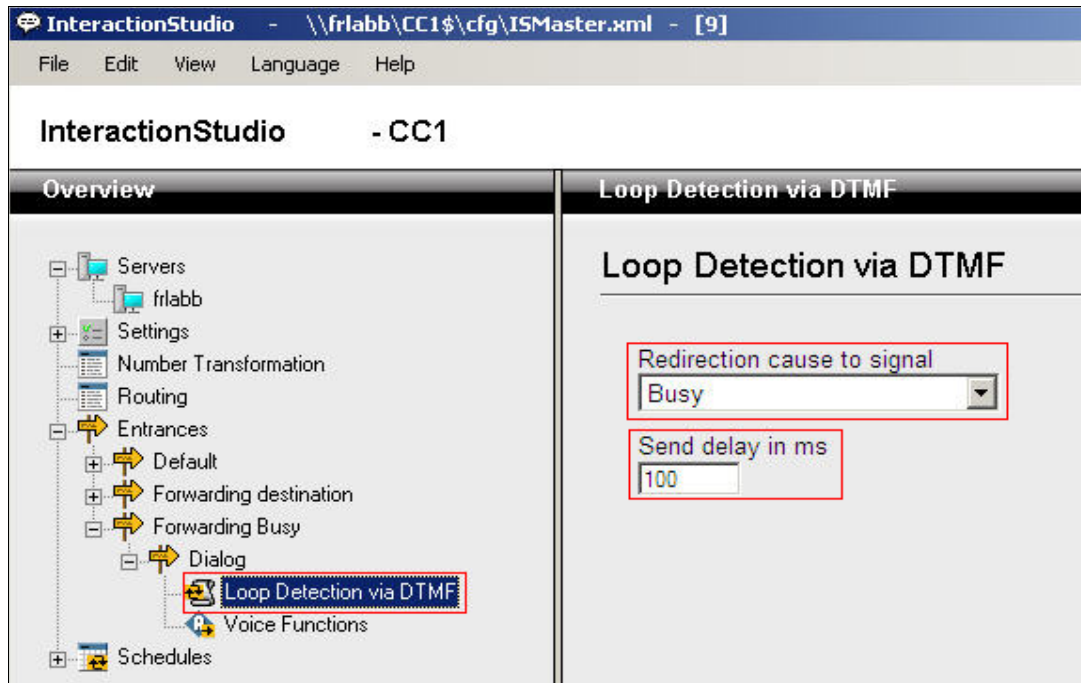 InteractionStudio - \\frlabb\CC1$\cfg\ISMaster.xml - [9]
File Edit View Language Help
InteractionStudio - CC1
Overview
Servers
frlabb
Settings
Number Transformation
Routing
Entrances
Default
Forwarding destination
Forwarding Busy
Dialog
Loop Detection via DTMF
Voice Functions
Schedules
Loop Detection via DTMF
Loop Detection via DTMF
Redirection cause to signal
Busy
Send delay in ms
100